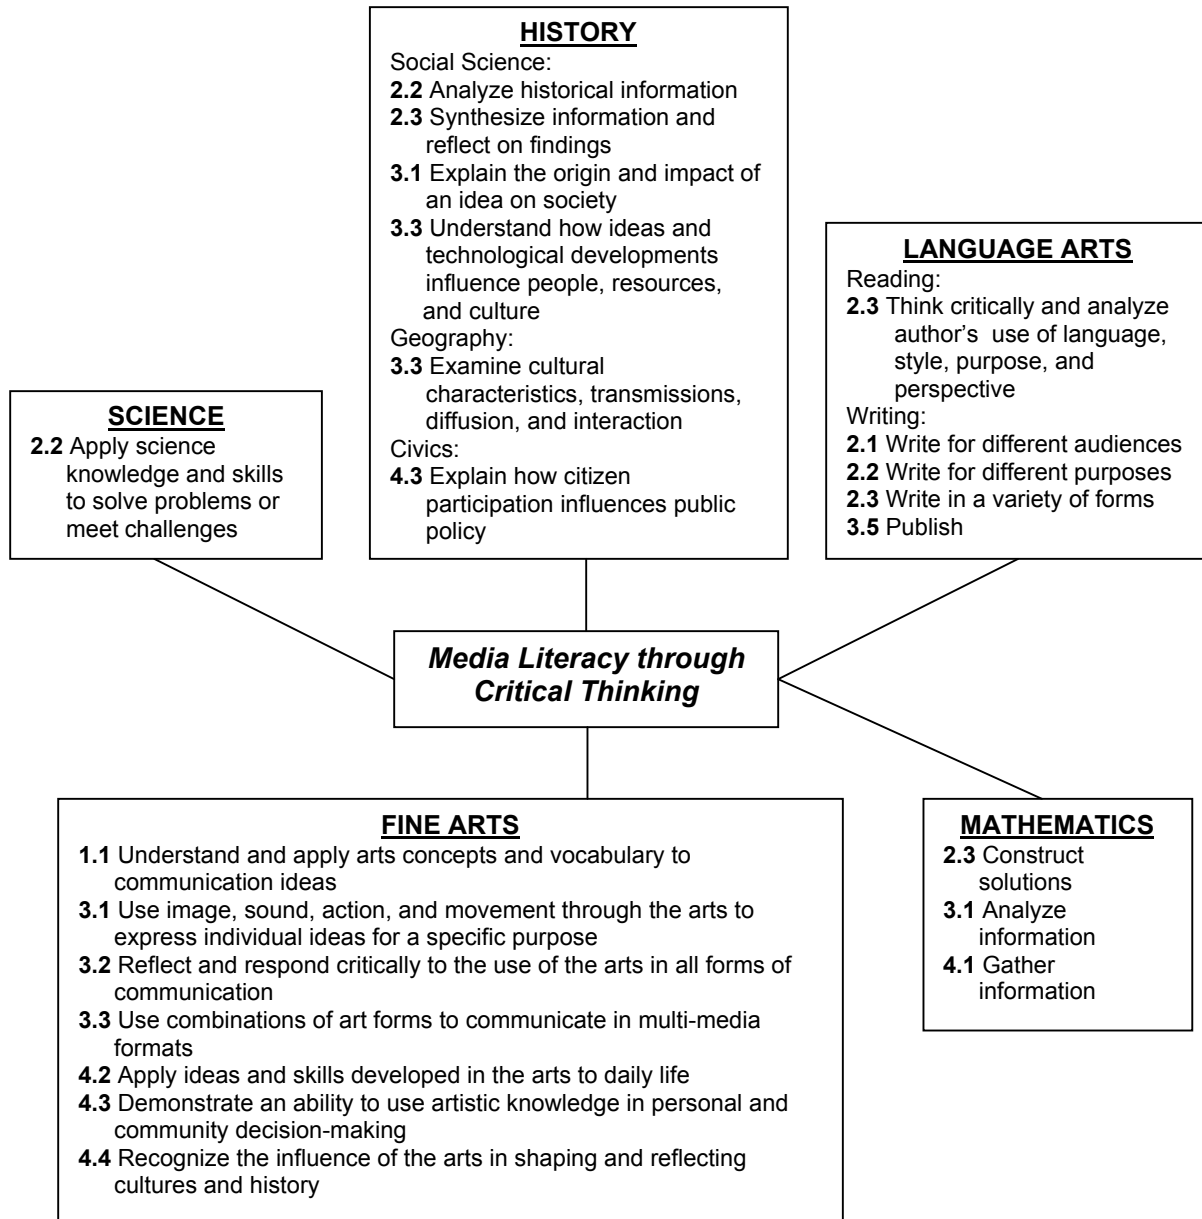 HISTORY
Social Science:
2.2 Analyze historical information
2.3 Synthesize information and
reflect on findings
3.1 Explain the origin and impact of
an idea on society
3.3 Understand how ideas and
technological developments
influence people, resources,
and culture
Geography:
3.3 Examine cultural
characteristics, transmissions,
diffusion, and interaction
Civics:
4.3 Explain how citizen
participation influences public
policy
LANGUAGE ARTS
Reading:
2.3 Think critically and analyze
author’s use of language,
style, purpose, and
perspective
Writing:
2.1 Write for different audiences
2.2 Write for different purposes
2.3 Write in a variety of forms
3.5 Publish
SCIENCE
2.2 Apply science
knowledge and skills
to solve problems or
meet challenges
Media Literacy through
Critical Thinking
FINE ARTS
1.1 Understand and apply arts concepts and vocabulary to
communication ideas
3.1 Use image, sound, action, and movement through the arts to
express individual ideas for a specific purpose
3.2 Reflect and respond critically to the use of the arts in all forms of
communication
3.3 Use combinations of art forms to communicate in multi-media
formats
4.2 Apply ideas and skills developed in the arts to daily life
4.3 Demonstrate an ability to use artistic knowledge in personal and
community decision-making
4.4 Recognize the influence of the arts in shaping and reflecting
cultures and history
MATHEMATICS
2.3 Construct
solutions
3.1 Analyze
information
4.1 Gather
information